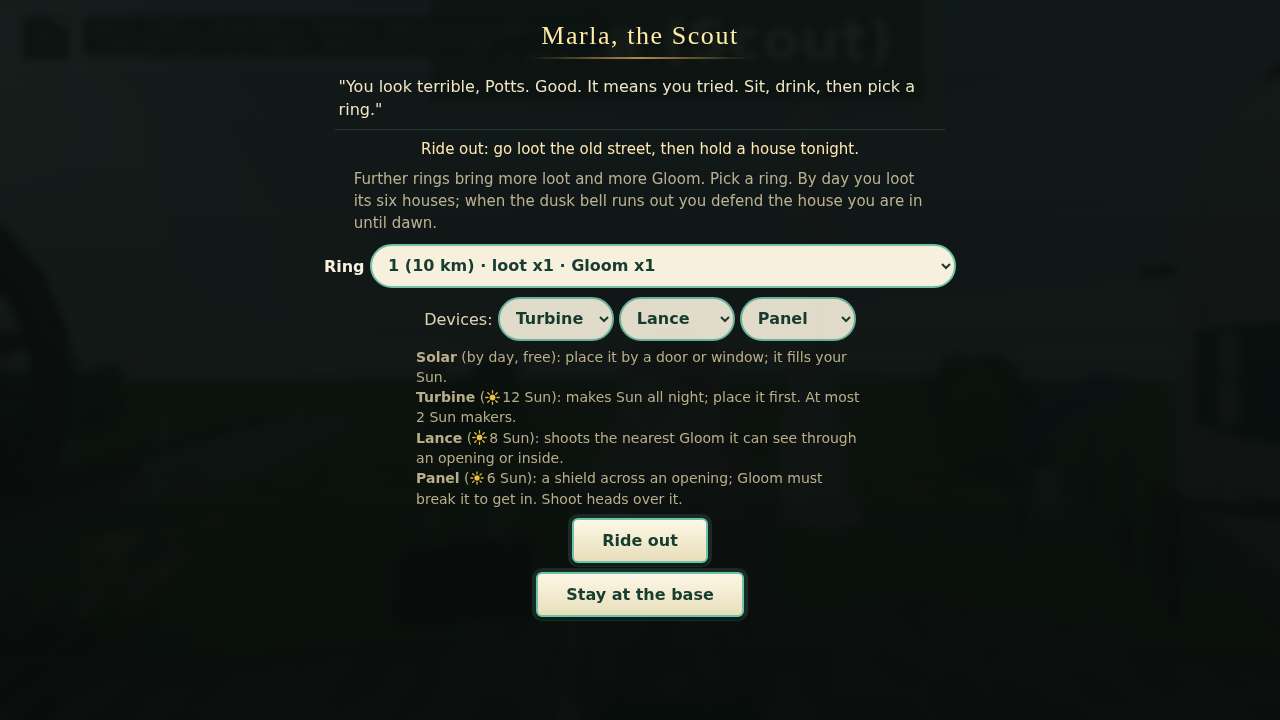 Marla, the Scout
"You look terrible, Potts. Good. It means you tried. Sit, drink, then pick a
ring."
Ride out: go loot the old street, then hold a house tonight.
Further rings bring more loot and more Gloom. Pick a ring. By day you loot
its six houses; when the dusk bell runs out you defend the house you are in
until dawn.
Ring 1 (10 km) · loot x1 · Gloom x1
Devices: Turbine Lance Panel
Solar (by day, free): place it by a door or window; it fills your
Sun.
Turbine (☀12 Sun): makes Sun all night; place it first. At most
2 Sun makers.
Lance (☀8 Sun): shoots the nearest Gloom it can see through
an opening or inside.
Panel (☀6 Sun): a shield across an opening; Gloom must
break it to get in. Shoot heads over it.
Ride out
Stay at the base